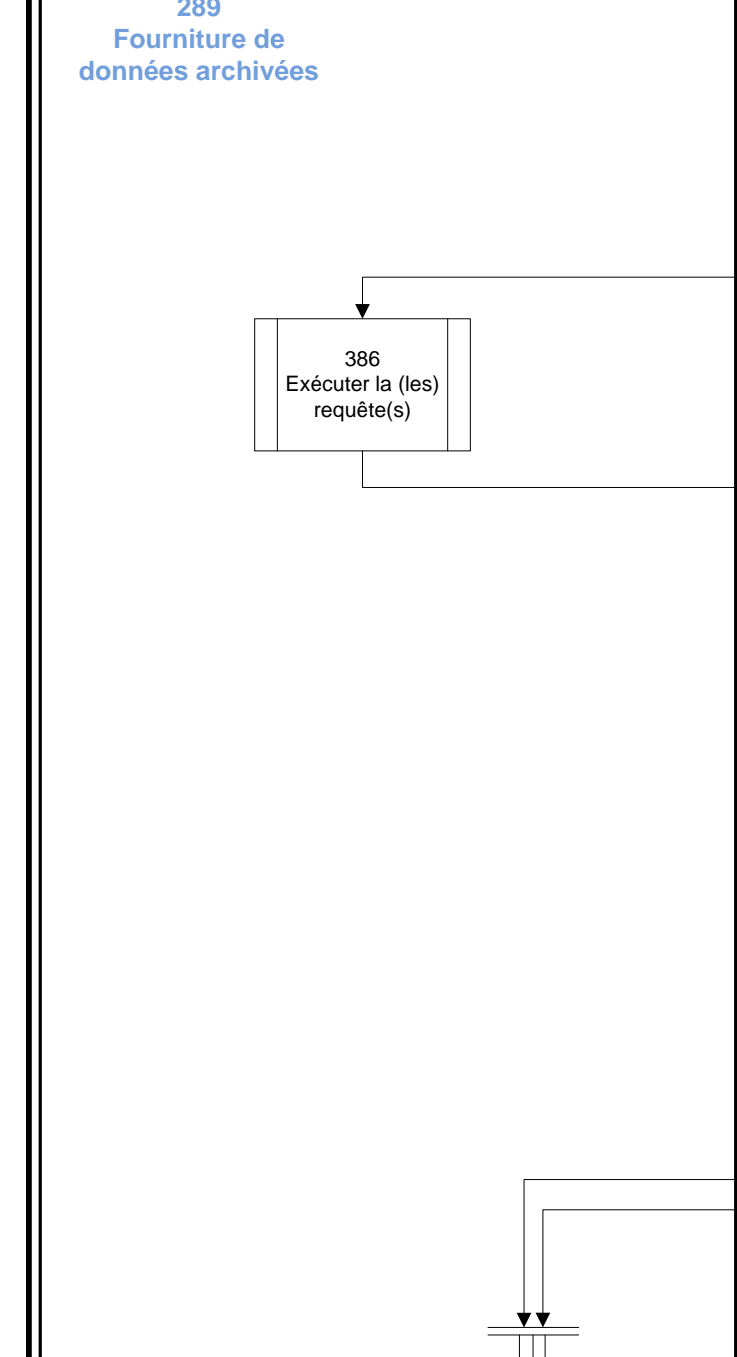 289
Fourniture de
données archivées
386
Exécuter la (les)
requête(s)